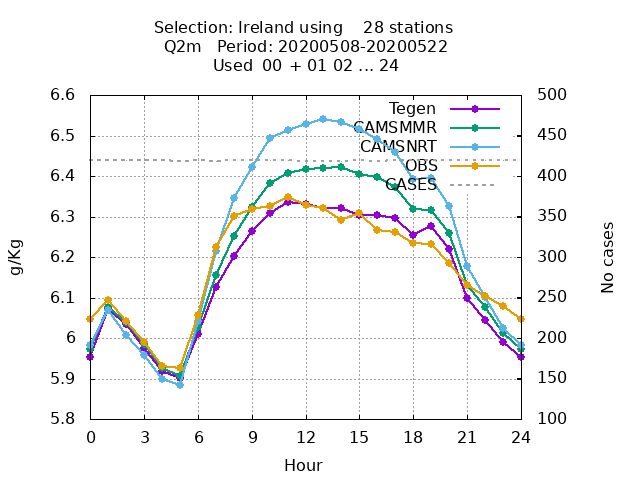 Selection: Ireland using 28 stations
Q2m Period: 20200508-20200522
Used 00 + 01 02 ... 24
6.6
6.5
6.4
6.3
6.2
6.1
6
5.9
5.8
500
450
400
350
300
250
200
150
100
Tegen
CAMSMMR
CAMSNRT
OBS
CASES
g/Kg
No cases
0 3 6 9 12 15 18 21 24
Hour